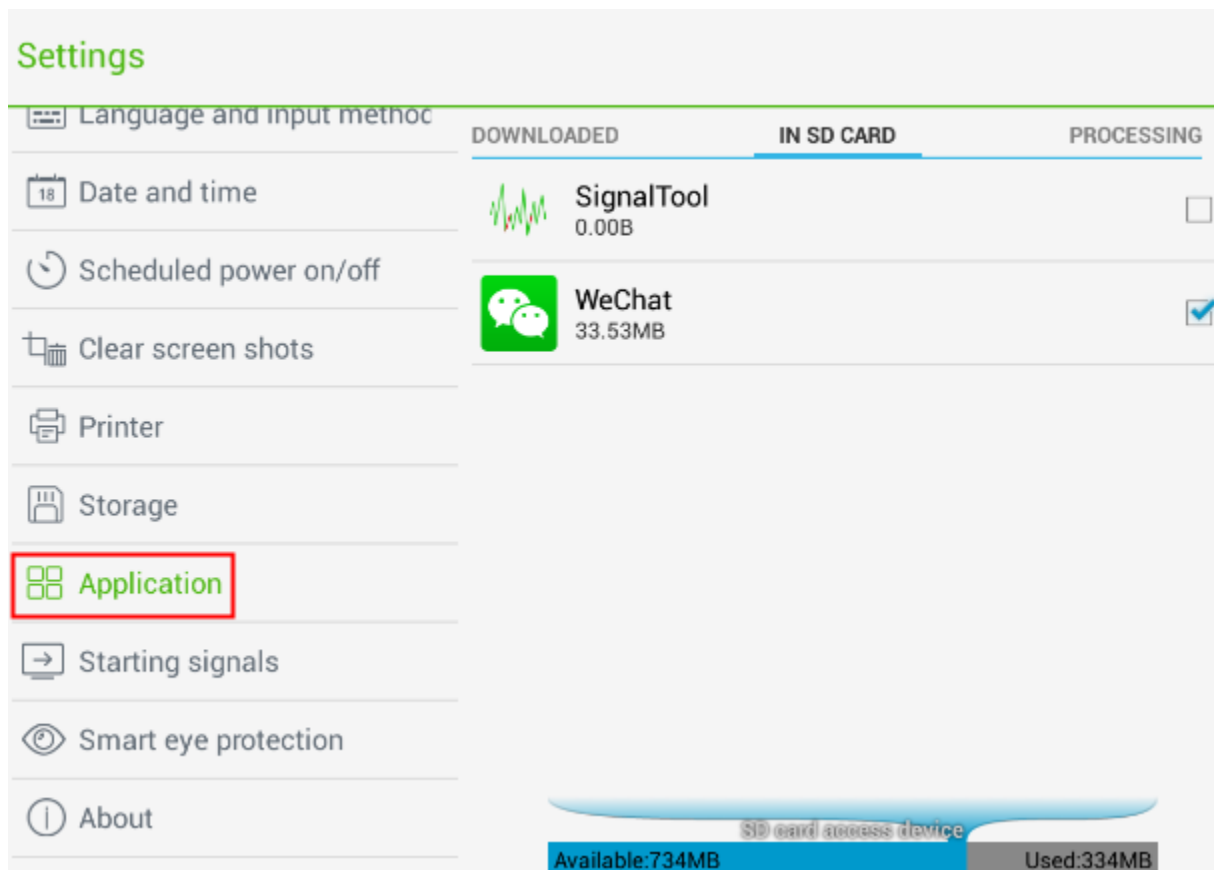 Settings
Language and input methoc
Date and time
18
Scheduled power on/off
Clear screen shots
Printer
Storage
Application
Starting signals
Smart eye protection
About
DOWNLOADED IN SD CARD PROCESSING
SignalTool
0.00B
WeChat
33.53MB
SD card access device
Available:734MB Used:334MB